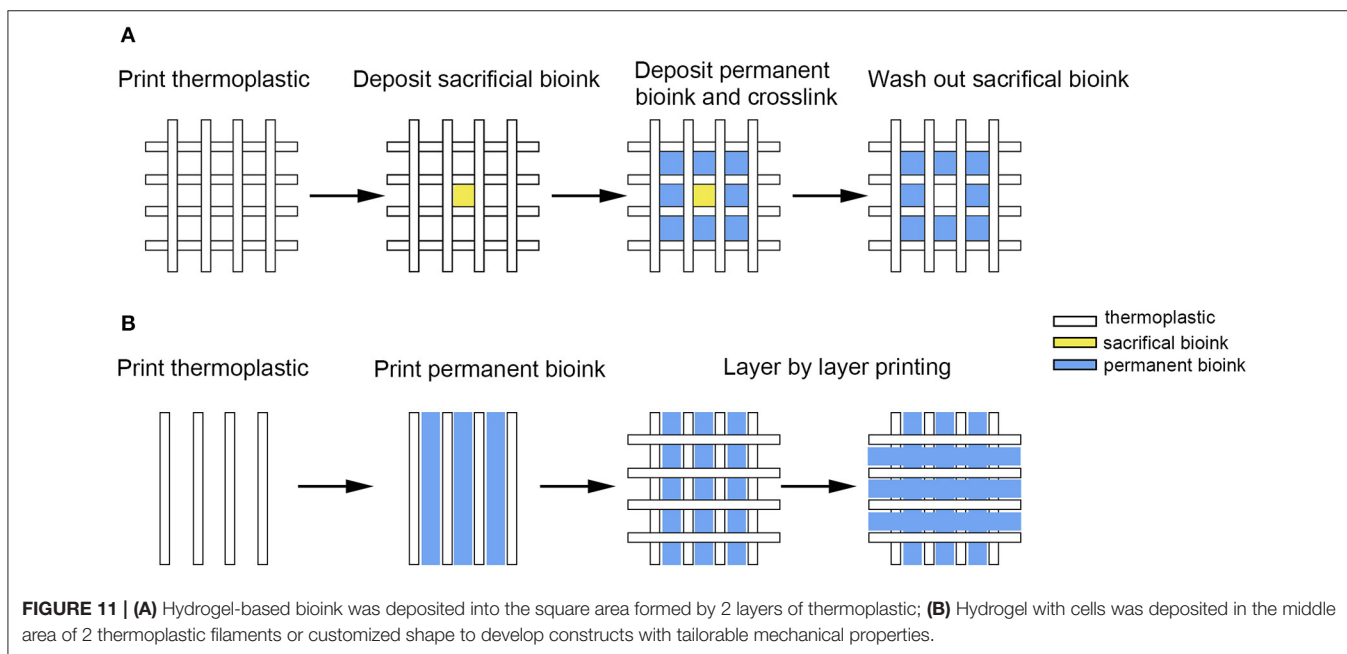 A
Print thermoplastic
Deposit sacrificial bioink
Deposit permanent
bioink and crosslink
Wash out sacrifical bioink
B
Print thermoplastic
Print permanent bioink
Layer by layer printing
thermoplastic
sacrifical bioink
permanent bioink
FIGURE 11 | (A) Hydrogel-based bioink was deposited into the square area formed by 2 layers of thermoplastic; (B) Hydrogel with cells was deposited in the middle
area of 2 thermoplastic filaments or customized shape to develop constructs with tailorable mechanical properties.